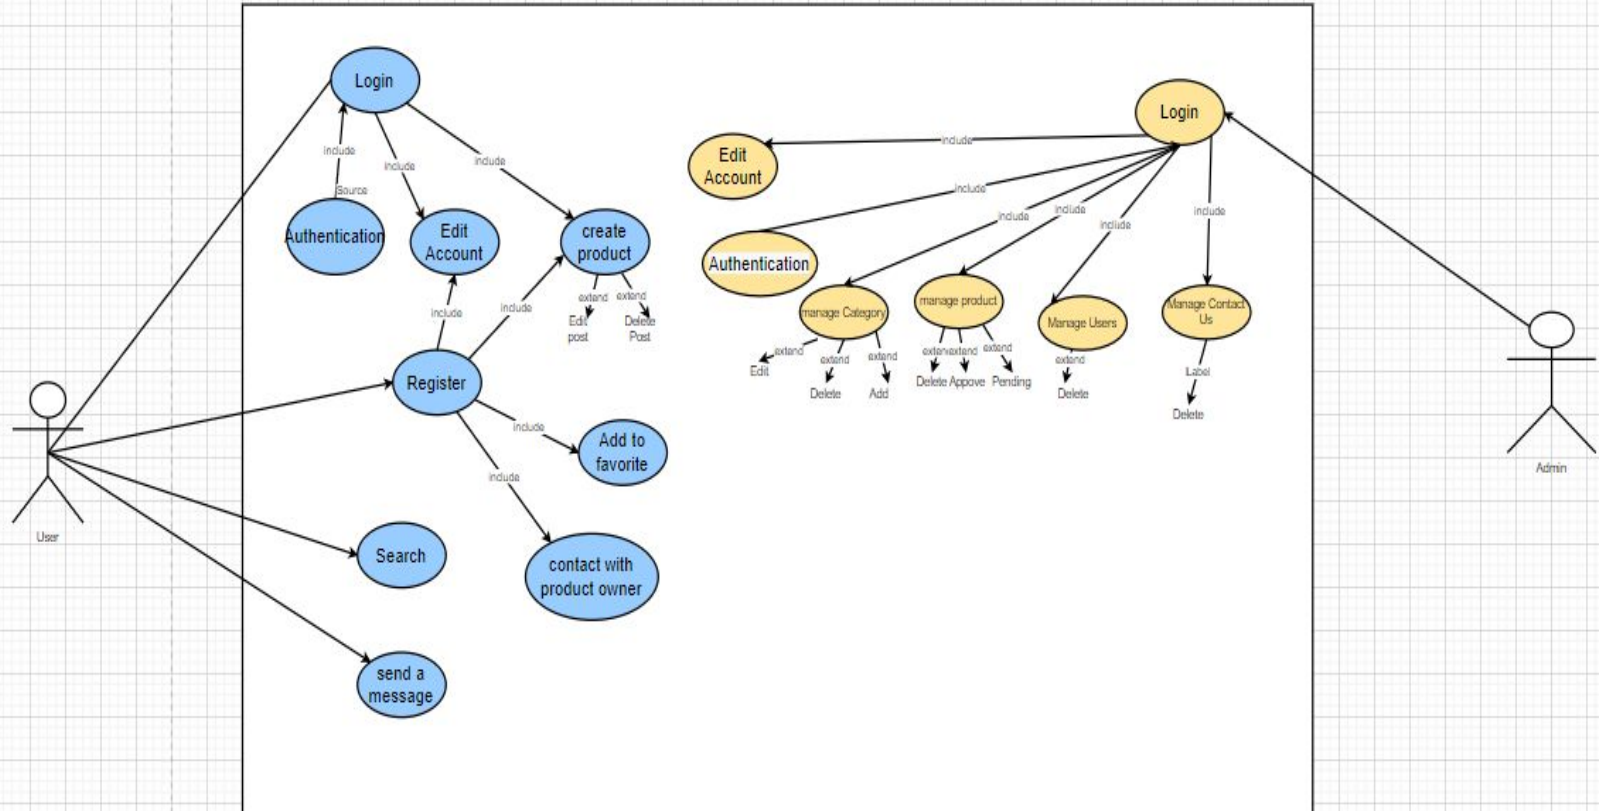 Login
include
Source
Authentication
include
Edit
Account
include
create
product
extend
extend
Edit
post
Delete
Post
include
include
Register
include
Add to
favorite
include
contact with
product owner
Search
send a
message
User
Login
include
Edit
Account
include
Authentication
include
manage Category
extend
extend
extend
Edit
Delete
Add
include
manage product
extend
extend
extend
Delete
Appove
Pending
include
Manage Users
extend
Delete
include
Manage Contact
Us
Label
Delete
Admin